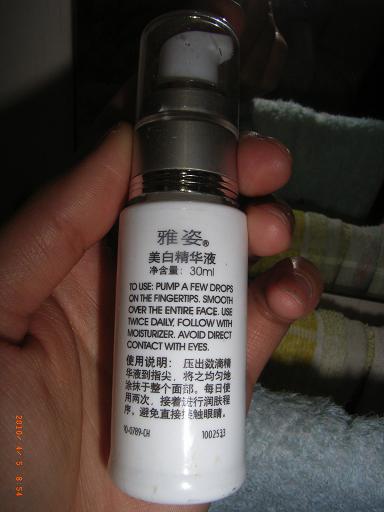 雅姿®
美白精华液
净含量：30ml
TO USE: PUMP A FEW DROPS
ON THE FINGERTIPS. SMOOTH
OVER THE ENTIRE FACE. USE
TWICE DAILY. FOLLOW WITH
MOISTURIZER. AVOID DIRECT
CONTACT WITH EYES.
使用说明：压出数滴精
华液到指尖，将之均匀地
涂抹于整个面部。每日使
用两次，接着进行润肤程
序。避免直接接触眼睛。
10-0789-CH
2010/ 4/ 5 8:54